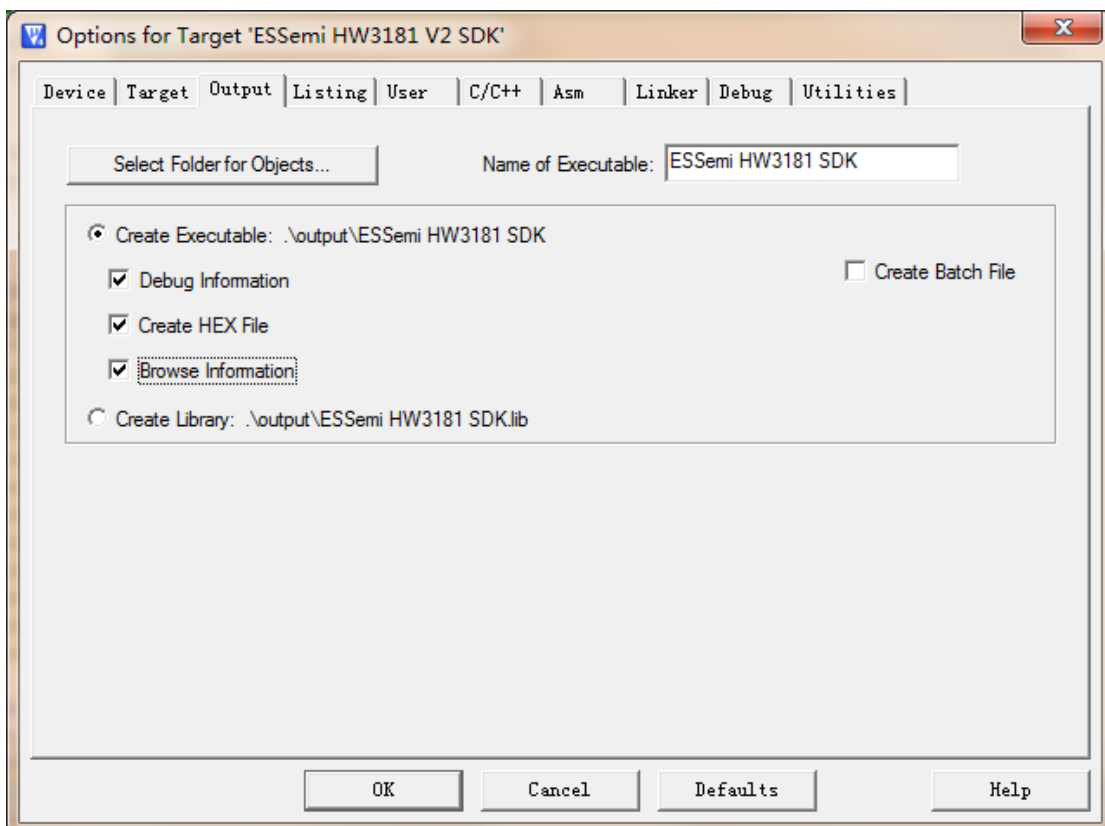 Options for Target 'ESSemi HW3181 V2 SDK'
Device Target Output Listing User C/C++ Asm Linker Debug Utilities
Select Folder for Objects... Name of Executable: ESSemi HW3181 SDK
Create Executable: .\output\ESSemi HW3181 SDK
Debug Information Create Batch File
Create HEX File
Browse Information
Create Library: .\output\ESSemi HW3181 SDK.lib
OK Cancel Defaults Help